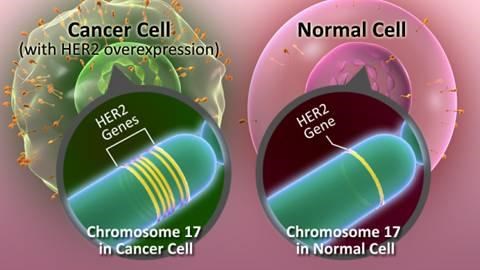 Cancer Cell
(with HER2 overexpression)
HER2
Genes
Chromosome 17
in Cancer Cell
Normal Cell
HER2
Gene
Chromosome 17
in Normal Cell